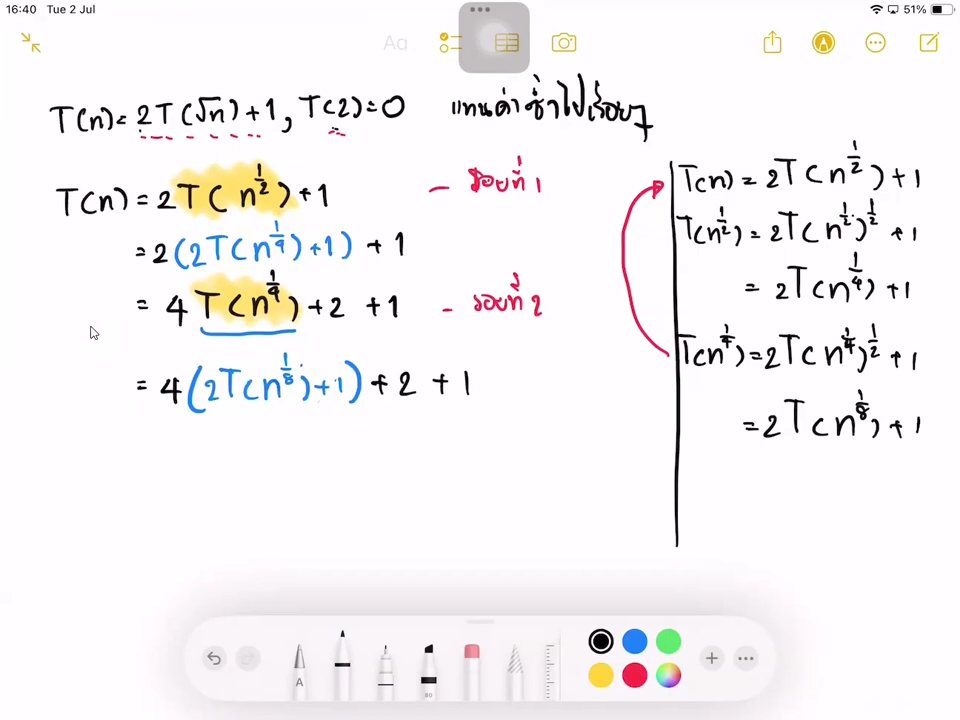 16:40 Tue 2 Jul
51%
Aa
T(n) = 2T(√n) + 1, T(2) = 0 แทนค่าซ้ำไปเรื่อยๆ
T(n) = 2T(n^{1/2}) + 1 - รอบที่ 1
= 2(2T(n^{1/4}) + 1) + 1
= 4T(n^{1/4}) + 2 + 1 - รอบที่ 2
= 4(2T(n^{1/8}) + 1) + 2 + 1
T(n) = 2T(n^{1/2}) + 1
T(n^{1/2}) = 2T(n^{1/2})^{1/2} + 1
= 2T(n^{1/4}) + 1
T(n^{1/4}) = 2T(n^{1/4})^{1/2} + 1
= 2T(n^{1/8}) + 1
A
80